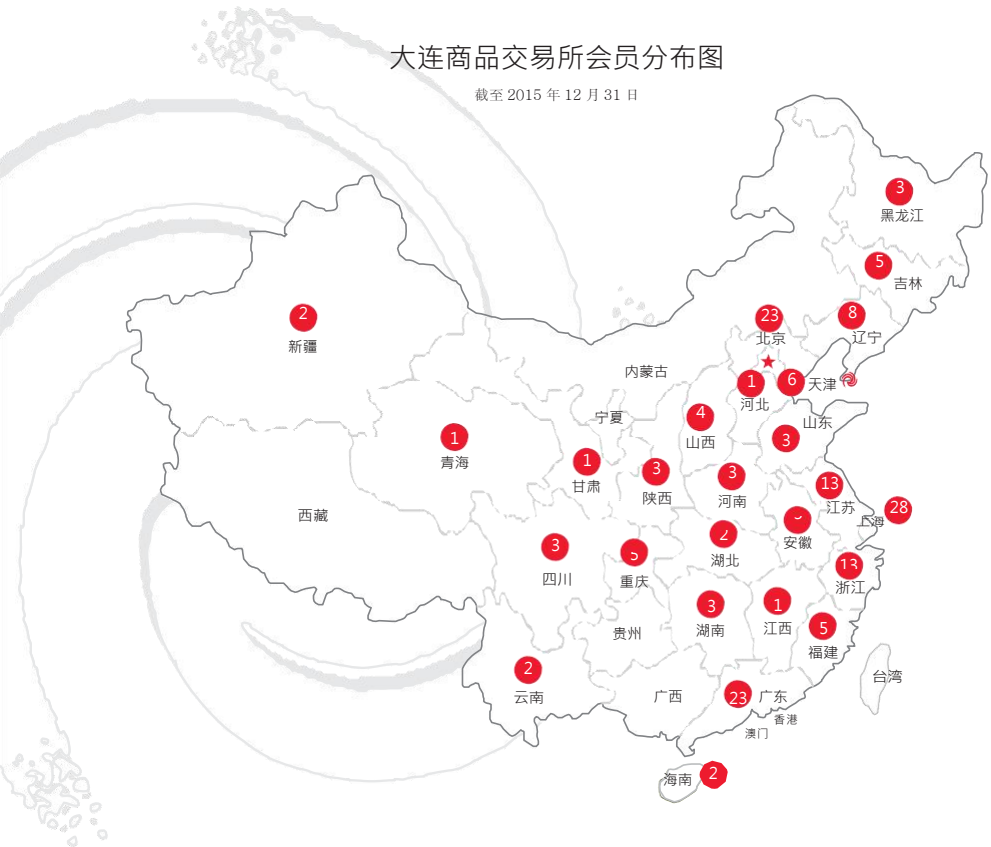 大连商品交易所会员分布图
截至 2015 年 12 月 31 日
3
黑龙江
5
吉林
8
辽宁
23
北京
2
新疆
内蒙古
1
河北
6
天津
宁夏
4
山西
山东
3
1
青海
1
甘肃
3
陕西
3
河南
13
江苏
28
上海
西藏
安徽
3
四川
5
重庆
2
湖北
13
浙江
3
湖南
1
江西
5
福建
贵州
台湾
2
云南
广西
23
广东
香港
澳门
海南
2